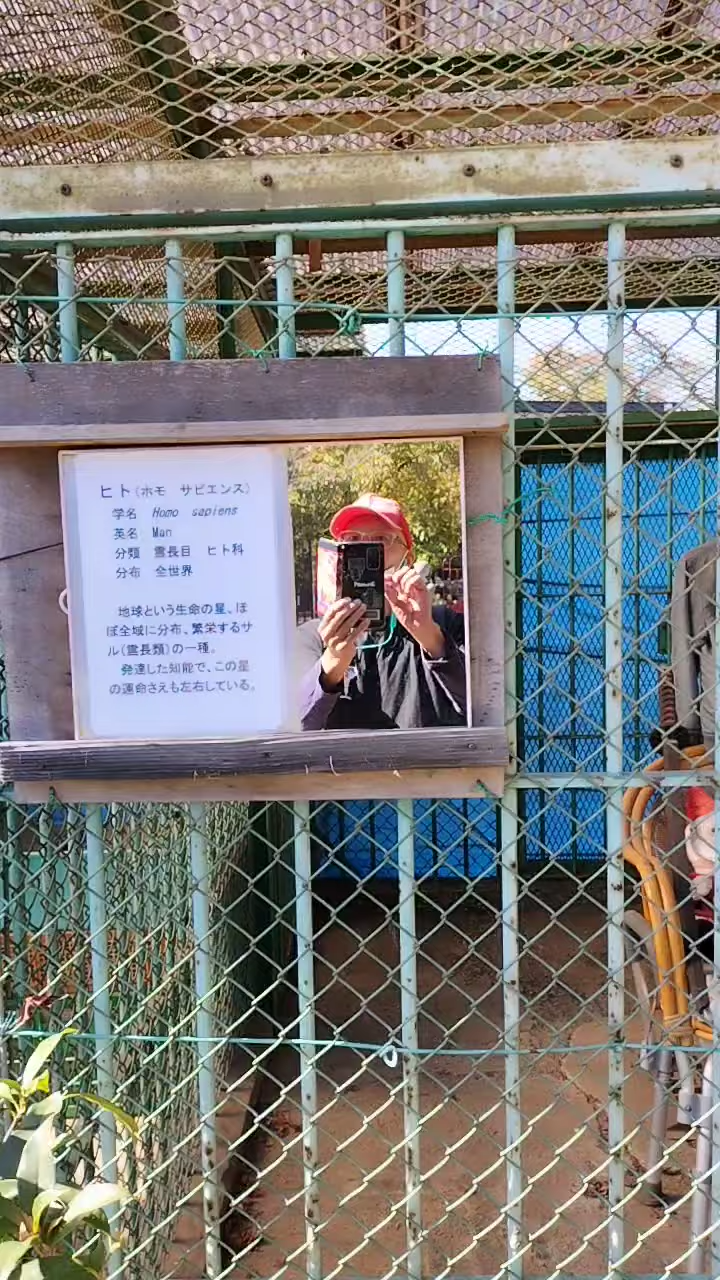 ヒト(ホモ　サピエンス)
学名　Homo　sapiens
英名　Man
分類　霊長目　ヒト科
分布　全世界
地球という生命の星、ほ
ぼ全域に分布、繁栄するサ
ル(霊長類)の一種。
発達した知能で、この星
の運命さえも左右している。